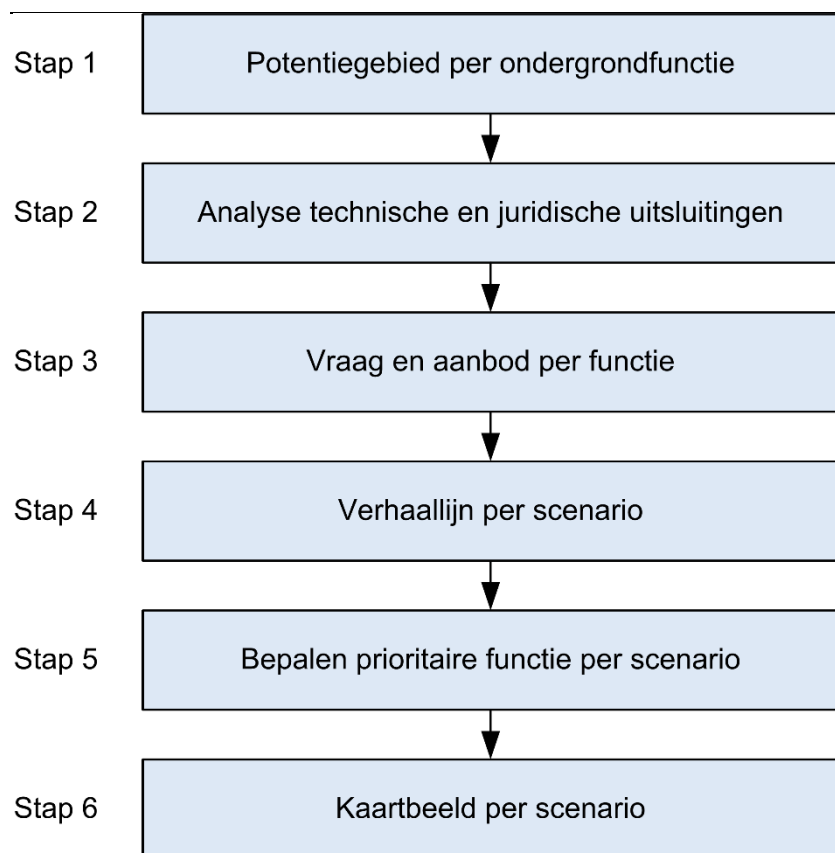 Stap 1
Potentiegebied per ondergrondfunctie
Stap 2
Analyse technische en juridische uitsluitingen
Stap 3
Vraag en aanbod per functie
Stap 4
Verhaallijn per scenario
Stap 5
Bepalen prioritaire functie per scenario
Stap 6
Kaartbeeld per scenario